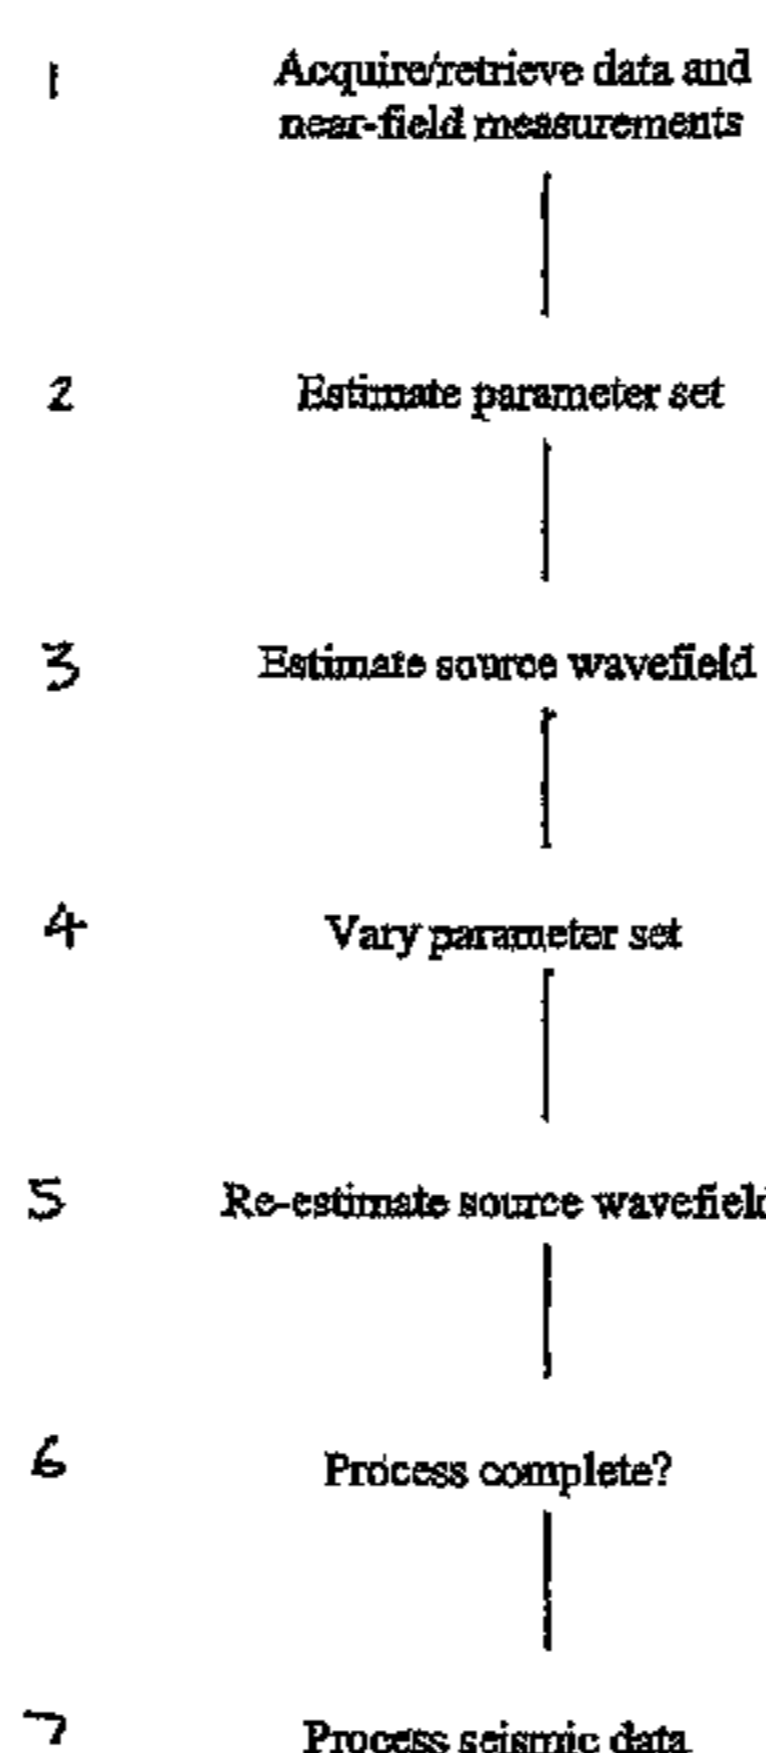 1 Acquire/retrieve data and
near-field measurements
2 Estimate parameter set
3 Estimate source wavefield
4 Vary parameter set
5 Re-estimate source wavefield
6 Process complete?
7 Process seismic data